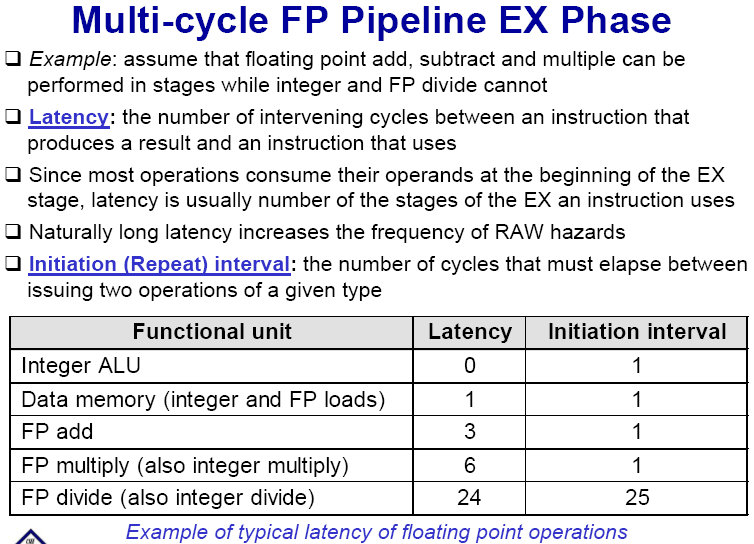 Multi-cycle FP Pipeline EX Phase
❑ Example: assume that floating point add, subtract and multiple can be
performed in stages while integer and FP divide cannot
❑ Latency: the number of intervening cycles between an instruction that
produces a result and an instruction that uses
❑ Since most operations consume their operands at the beginning of the EX
stage, latency is usually number of the stages of the EX an instruction uses
❑ Naturally long latency increases the frequency of RAW hazards
❑ Initiation (Repeat) interval: the number of cycles that must elapse between
issuing two operations of a given type
Functional unit Latency Initiation interval
Integer ALU 0 1
Data memory (integer and FP loads) 1 1
FP add 3 1
FP multiply (also integer multiply) 6 1
FP divide (also integer divide) 24 25
Example of typical latency of floating point operations